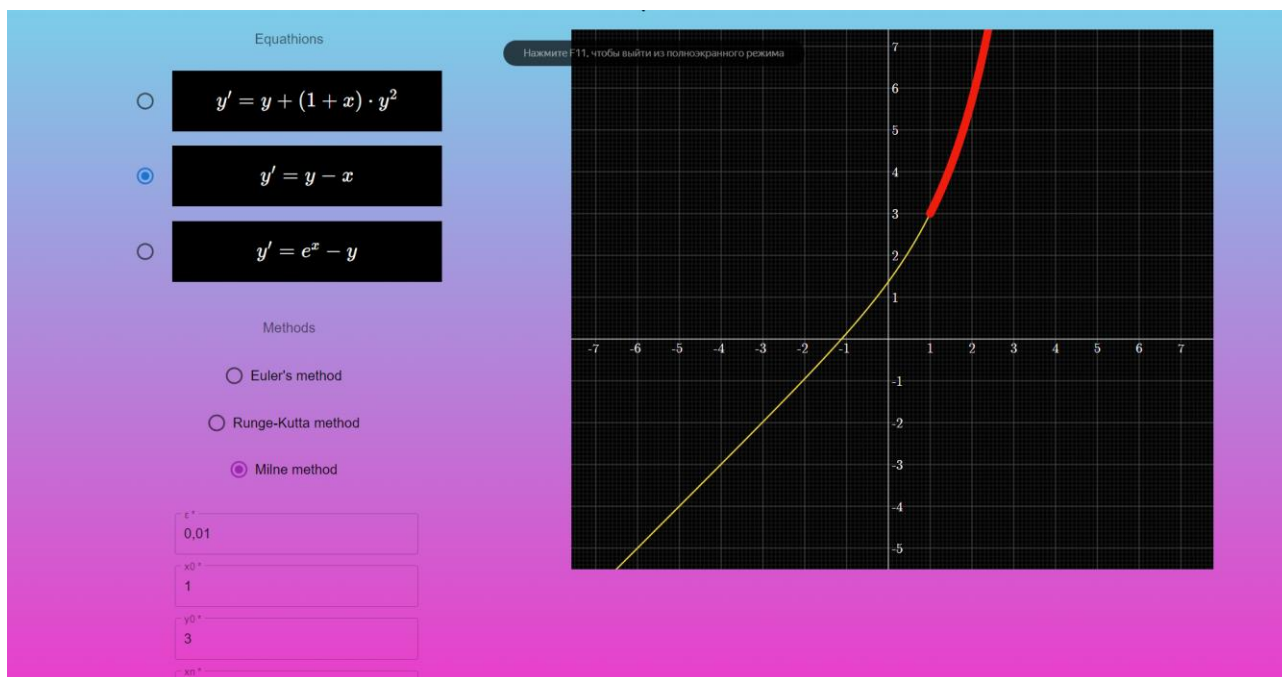 Equathions
Нажмите F11, чтобы выйти из полноэкранного режима
y' = y + (1 + x) · y²
y' = y − x
y' = eˣ − y
Methods
Euler's method
Runge-Kutta method
Milne method
ε *
0,01
x0 *
1
y0 *
3
xn *
7
6
5
4
3
2
1
-7 -6 -5 -4 -3 -2 -1 1 2 3 4 5 6 7
-1
-2
-3
-4
-5